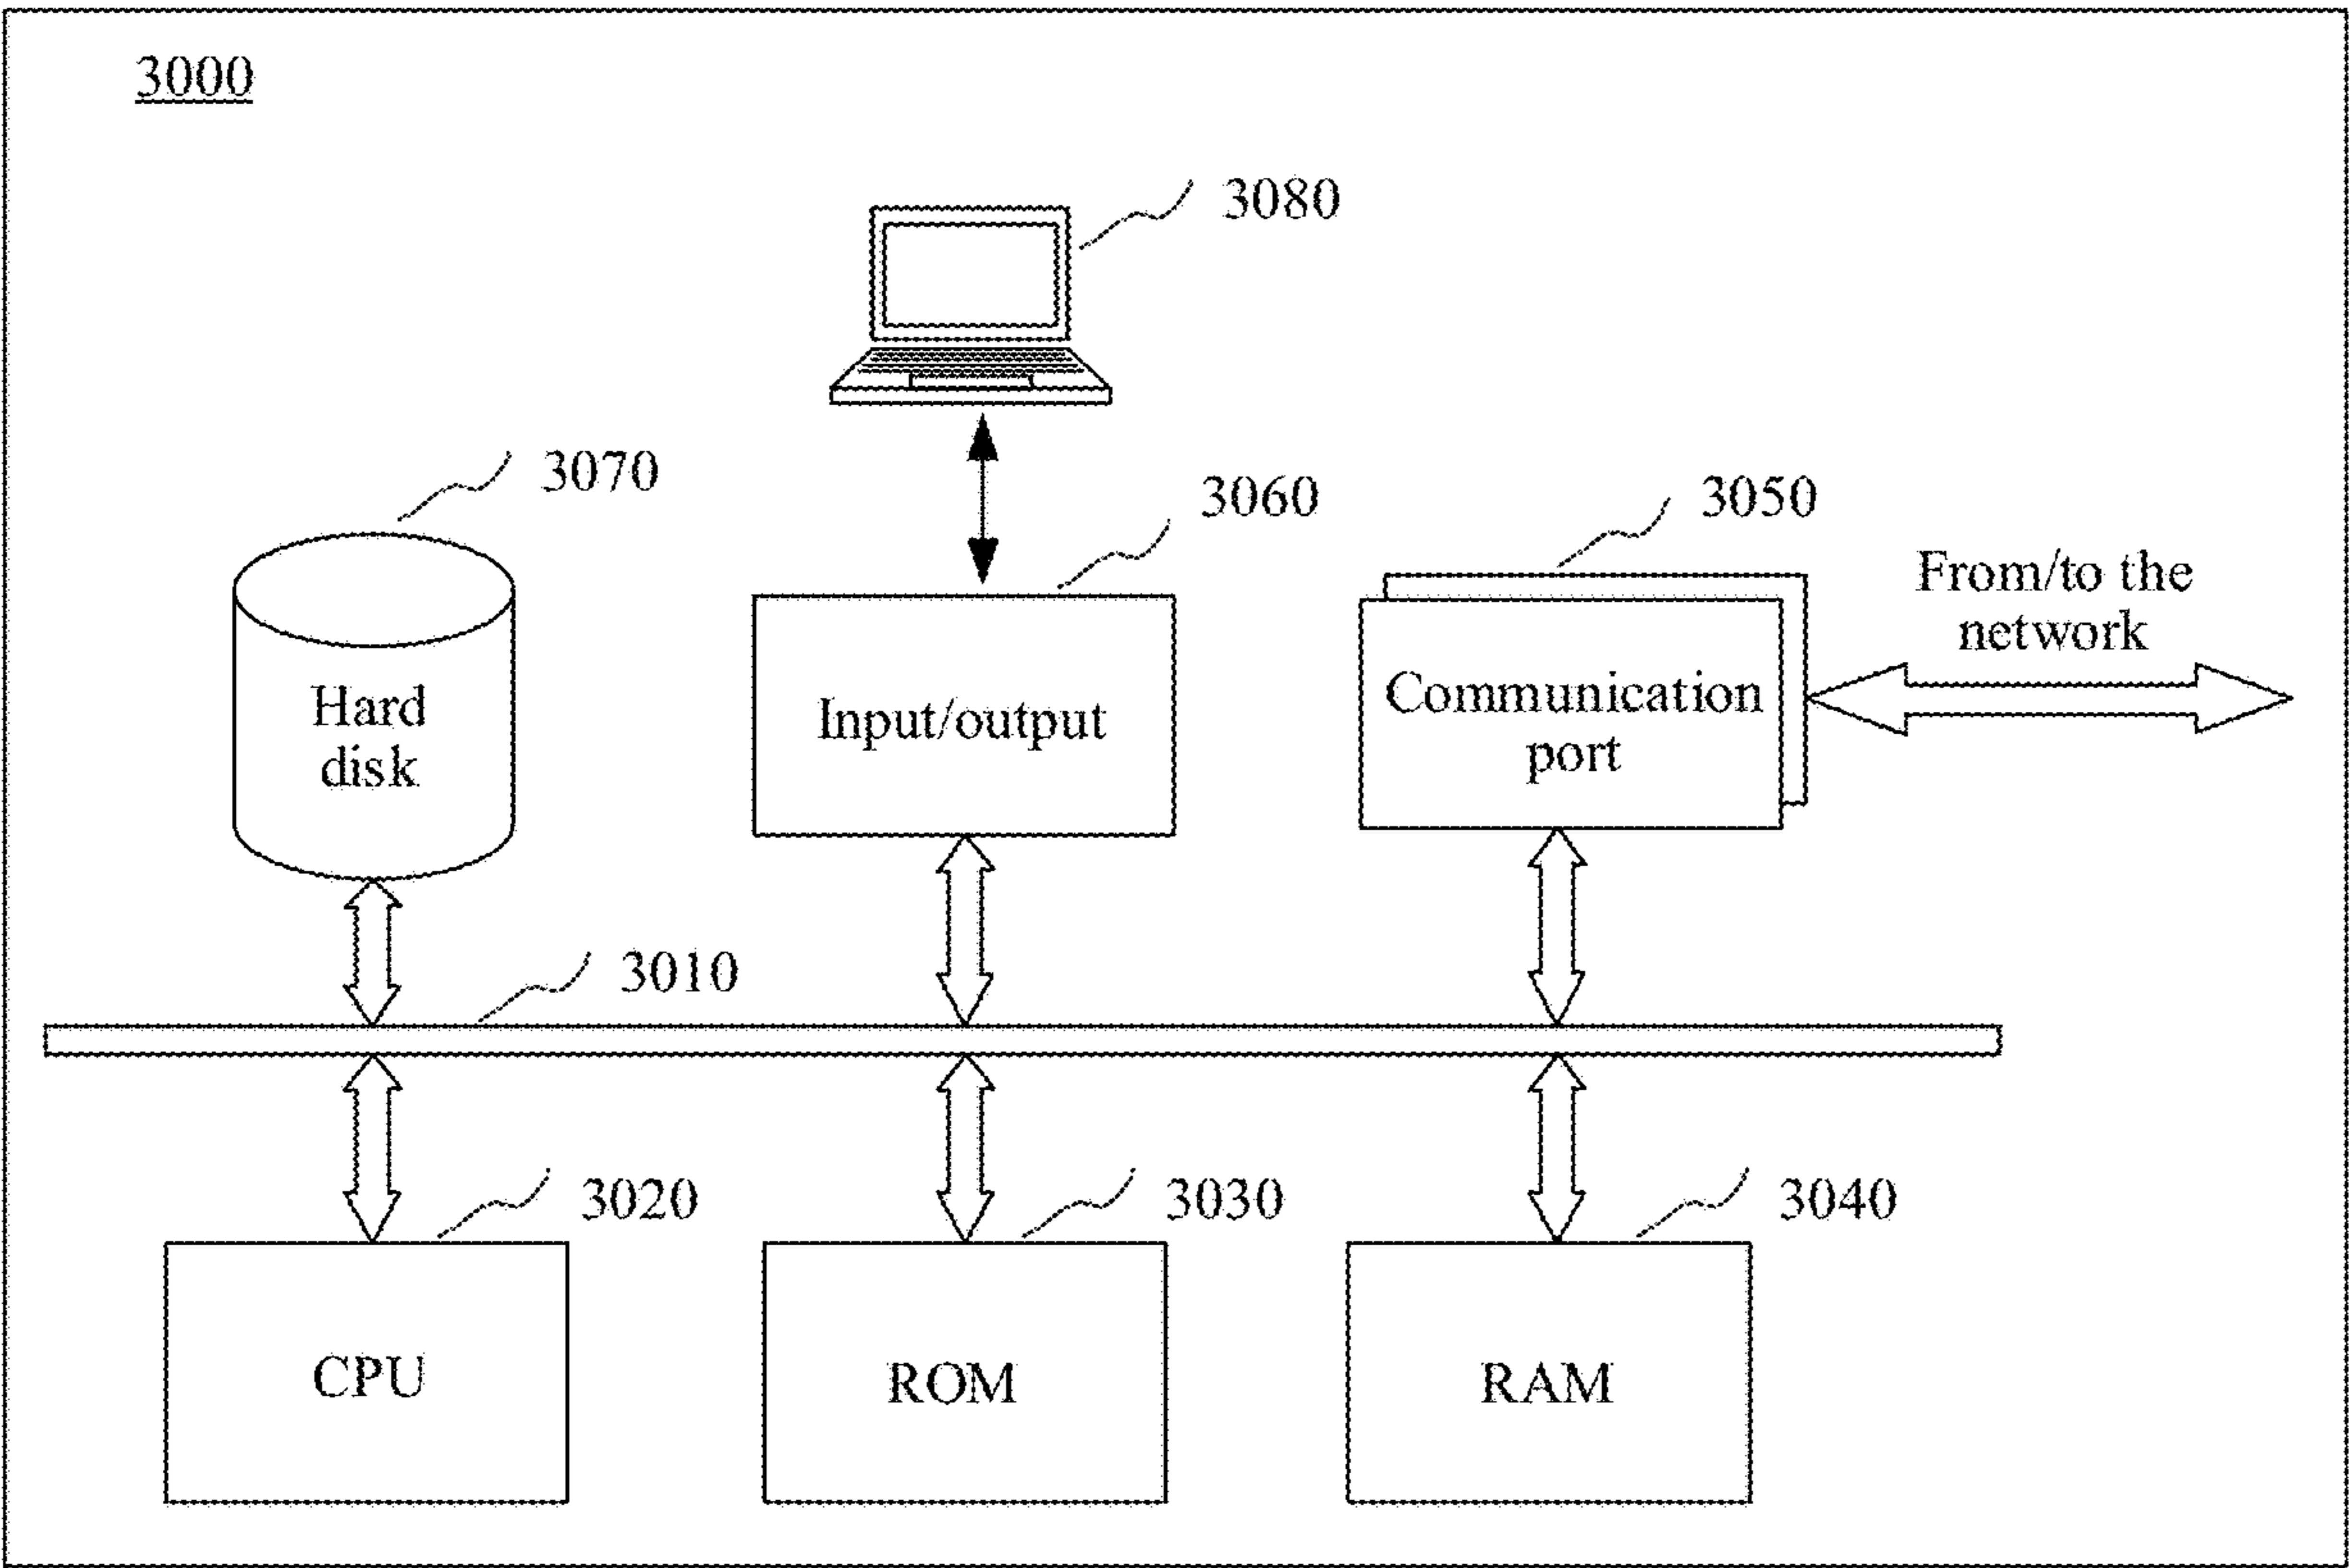 3000
3080
3070
3060
3050
From/to the
network
Hard
disk
Input/output
Communication
port
3010
3020
3030
3040
CPU
ROM
RAM